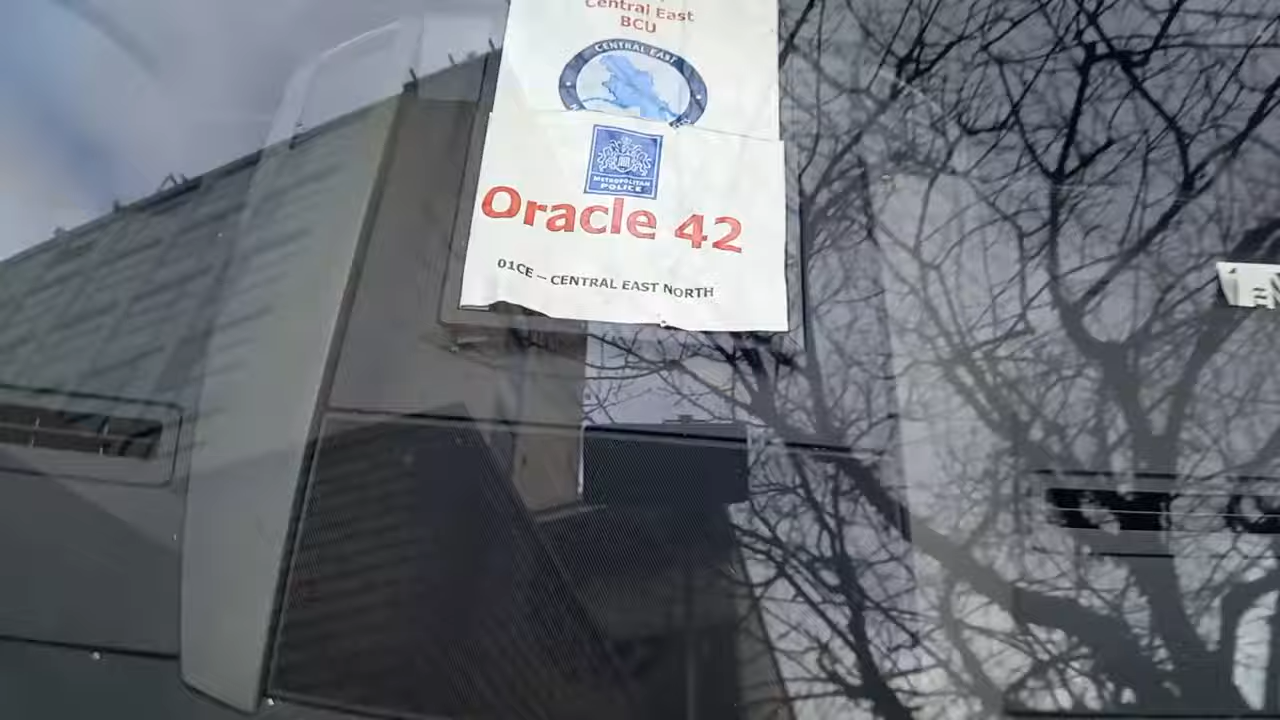 Central East
BCU
CENTRAL EAST
METROPOLITAN
POLICE
Oracle 42
01CE – CENTRAL EAST NORTH